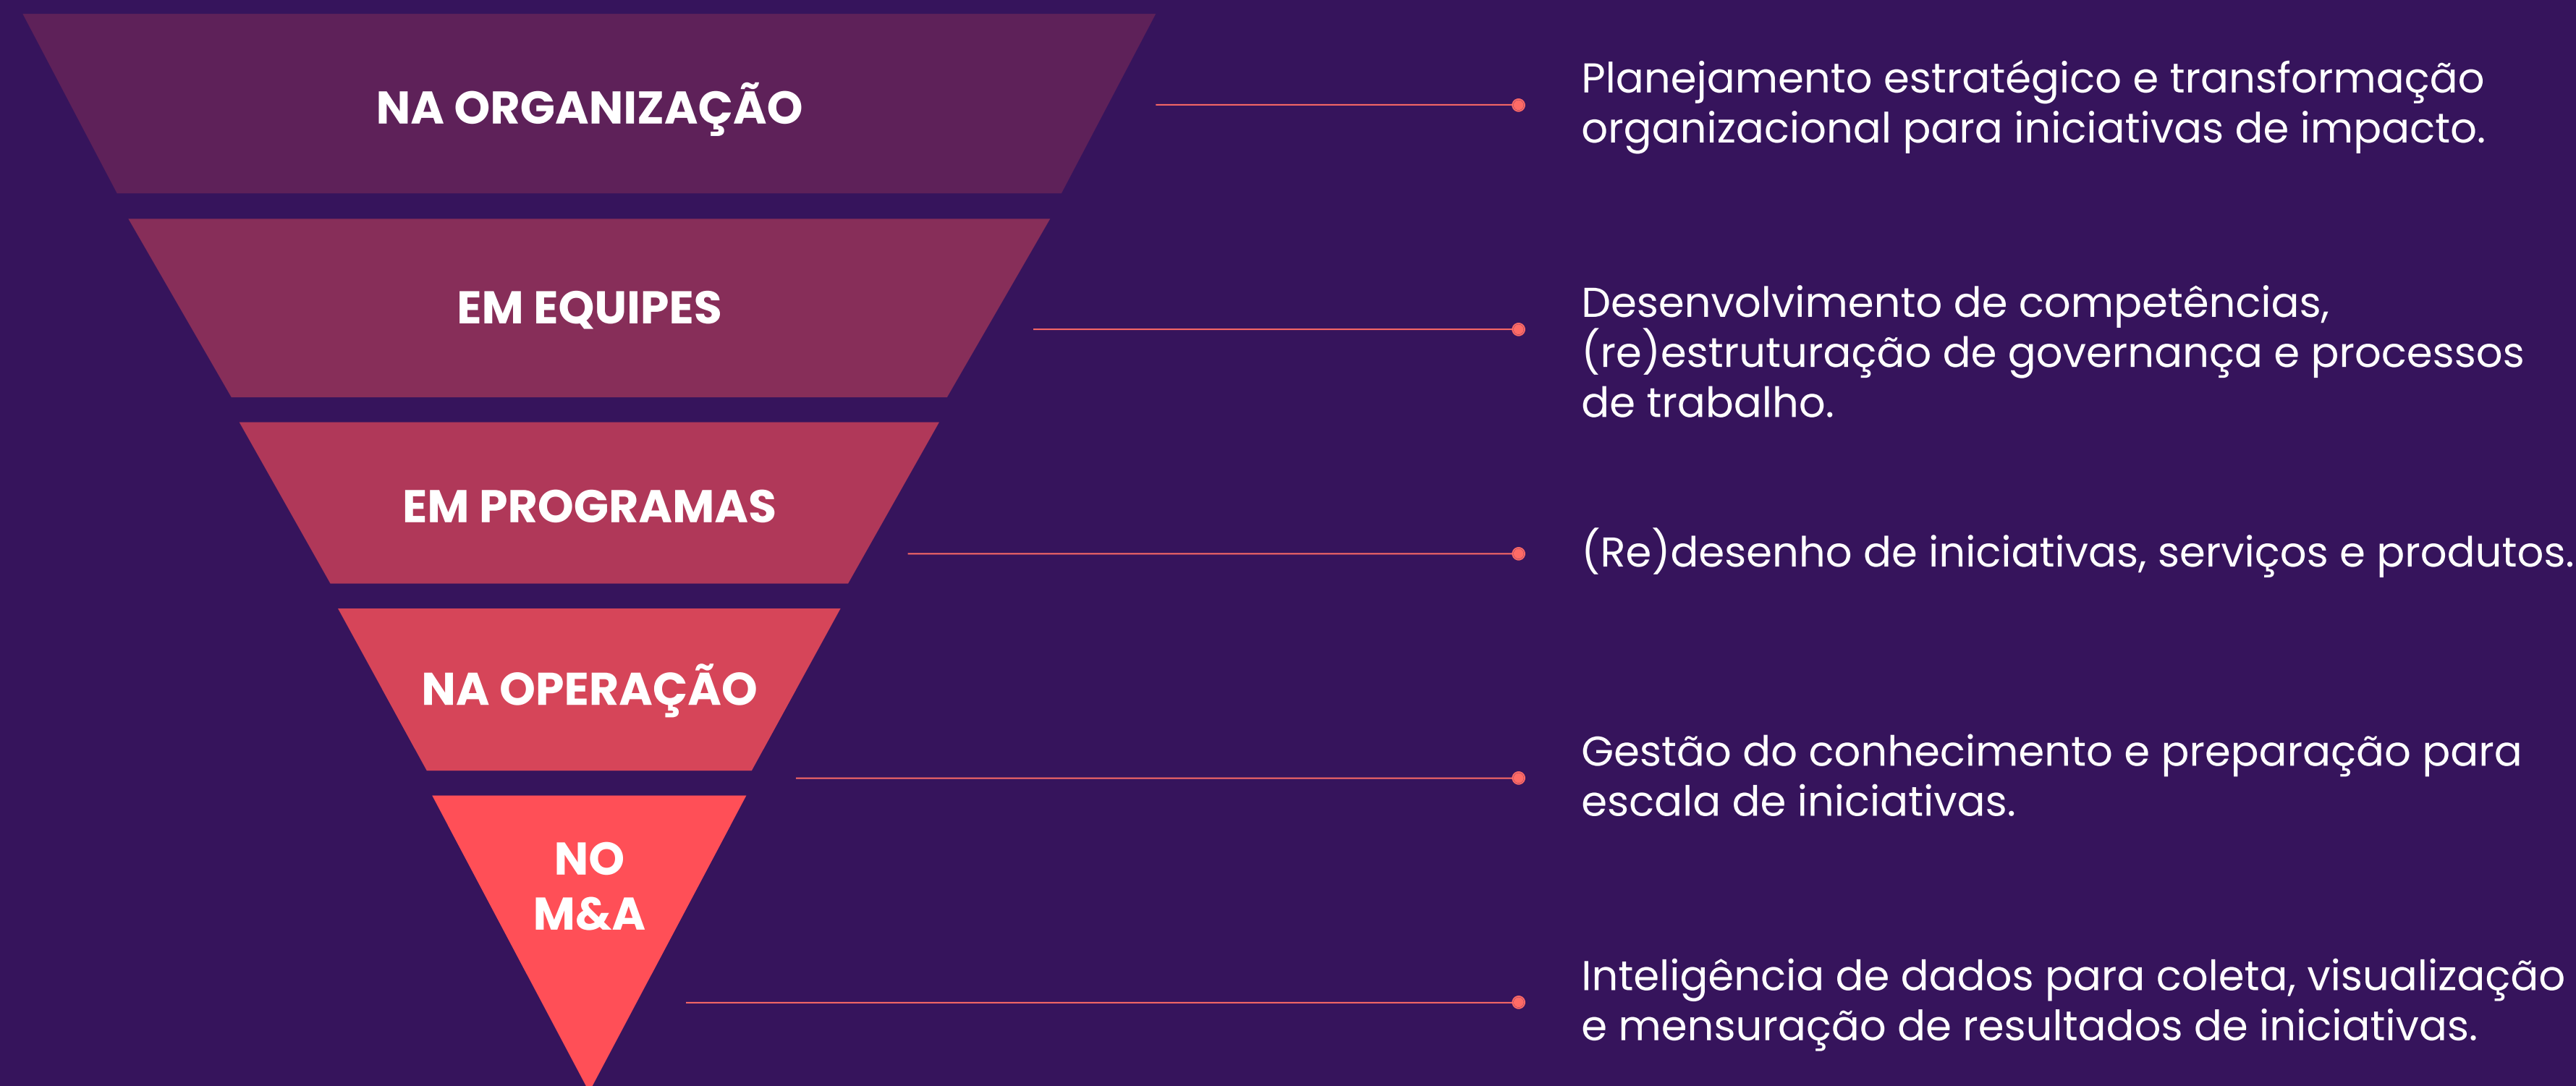 NA ORGANIZAÇÃO
Planejamento estratégico e transformação
organizacional para iniciativas de impacto.
EM EQUIPES
Desenvolvimento de competências,
(re)estruturação de governança e processos
de trabalho.
EM PROGRAMAS
(Re)desenho de iniciativas, serviços e produtos.
NA OPERAÇÃO
Gestão do conhecimento e preparação para
escala de iniciativas.
NO
M&A
Inteligência de dados para coleta, visualização
e mensuração de resultados de iniciativas.